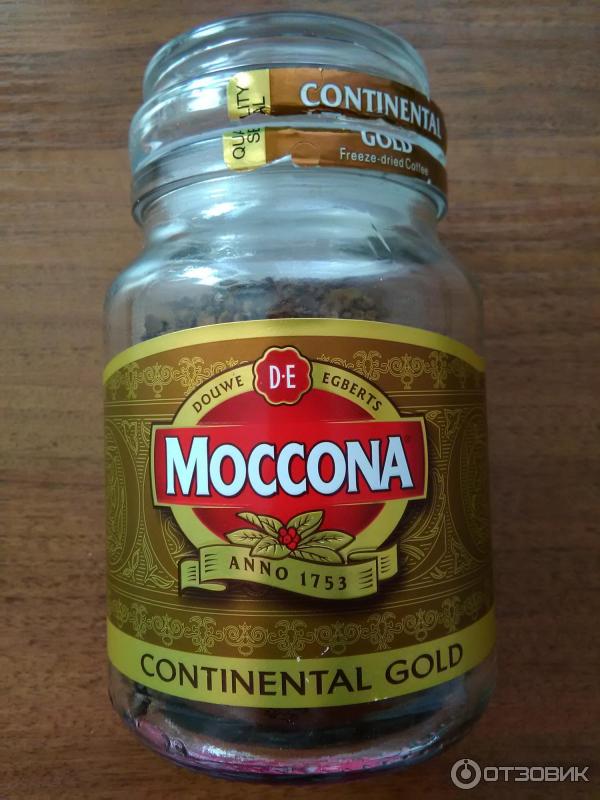 QUALITY
SEAL
CONTINENTAL
GOLD
Freeze-dried Coffee
DOUWE D·E EGBERTS
MOCCONA
ANNO 1753
CONTINENTAL GOLD
ОТЗОВИК